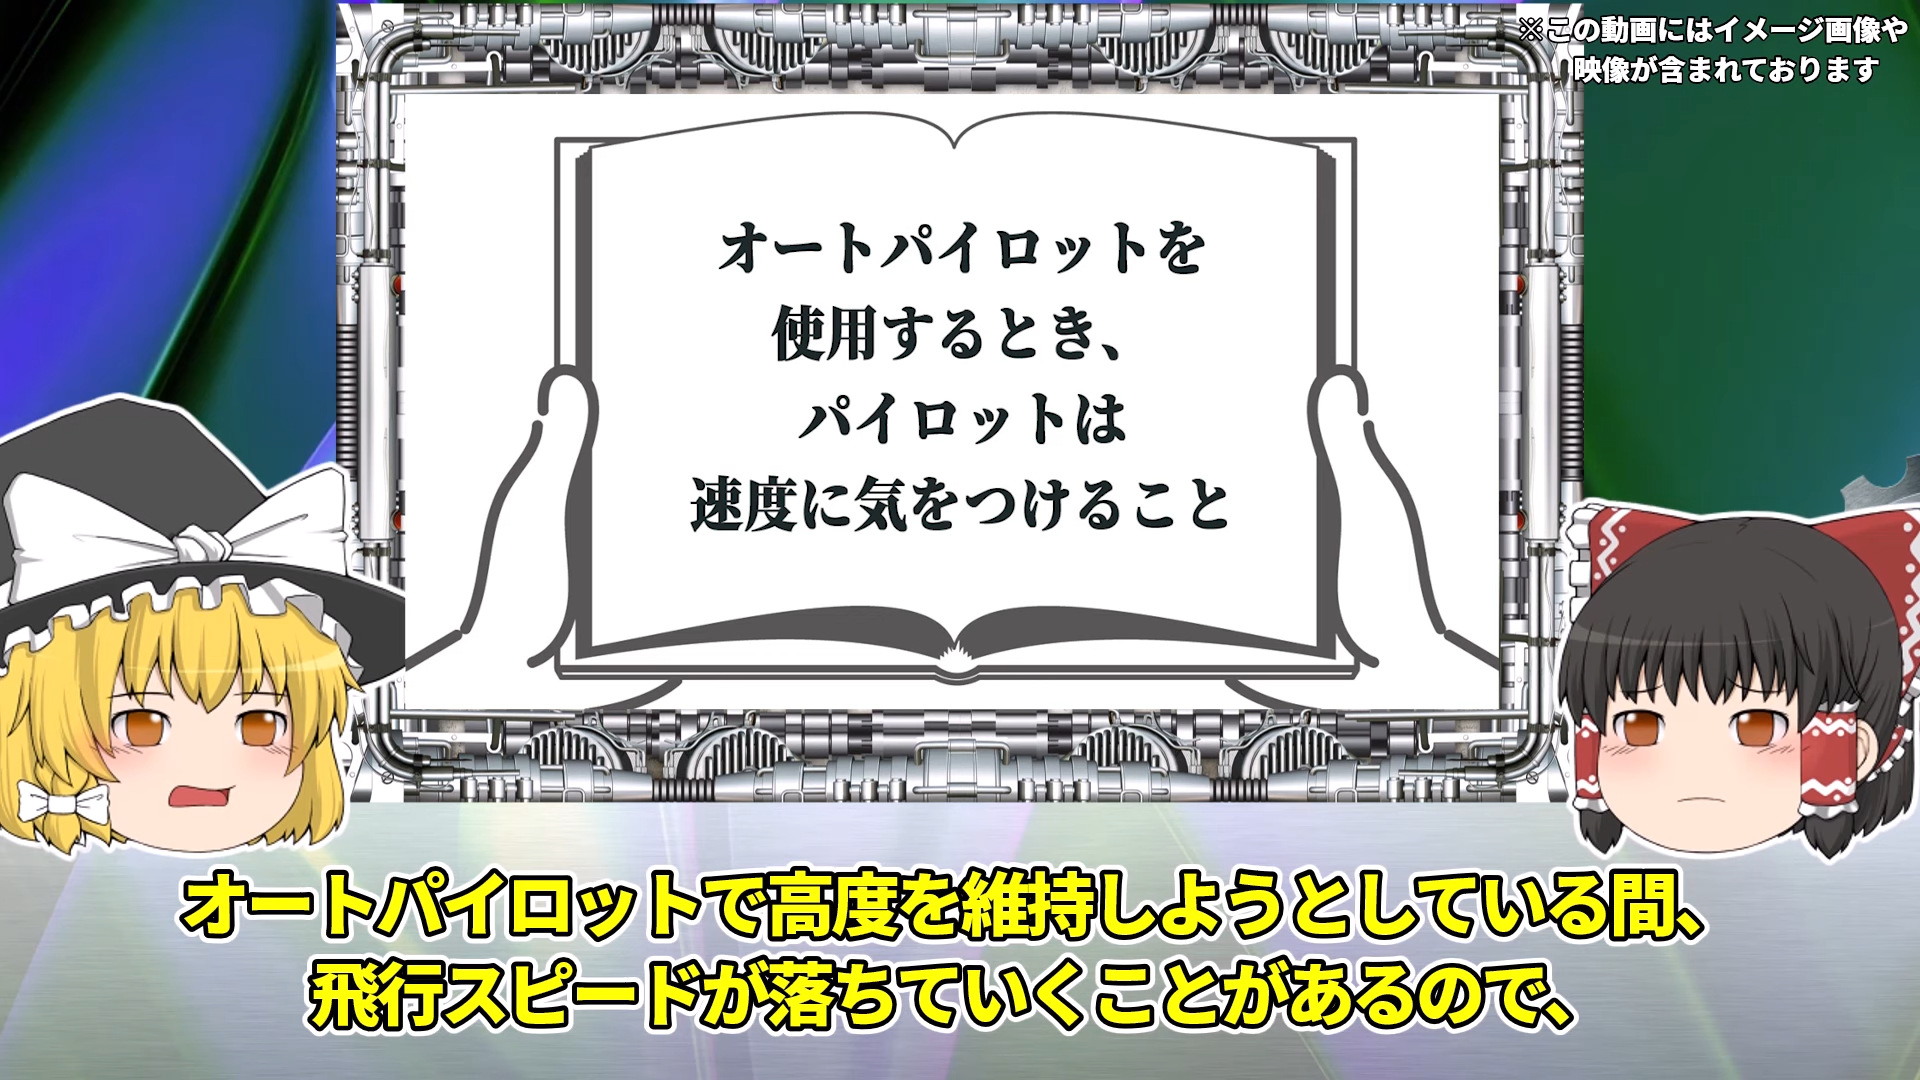 ※この動画にはイメージ画像や
映像が含まれております
オートパイロットを
使用するとき、
パイロットは
速度に気をつけること
オートパイロットで高度を維持しようとしている間、
飛行スピードが落ちていくことがあるので、